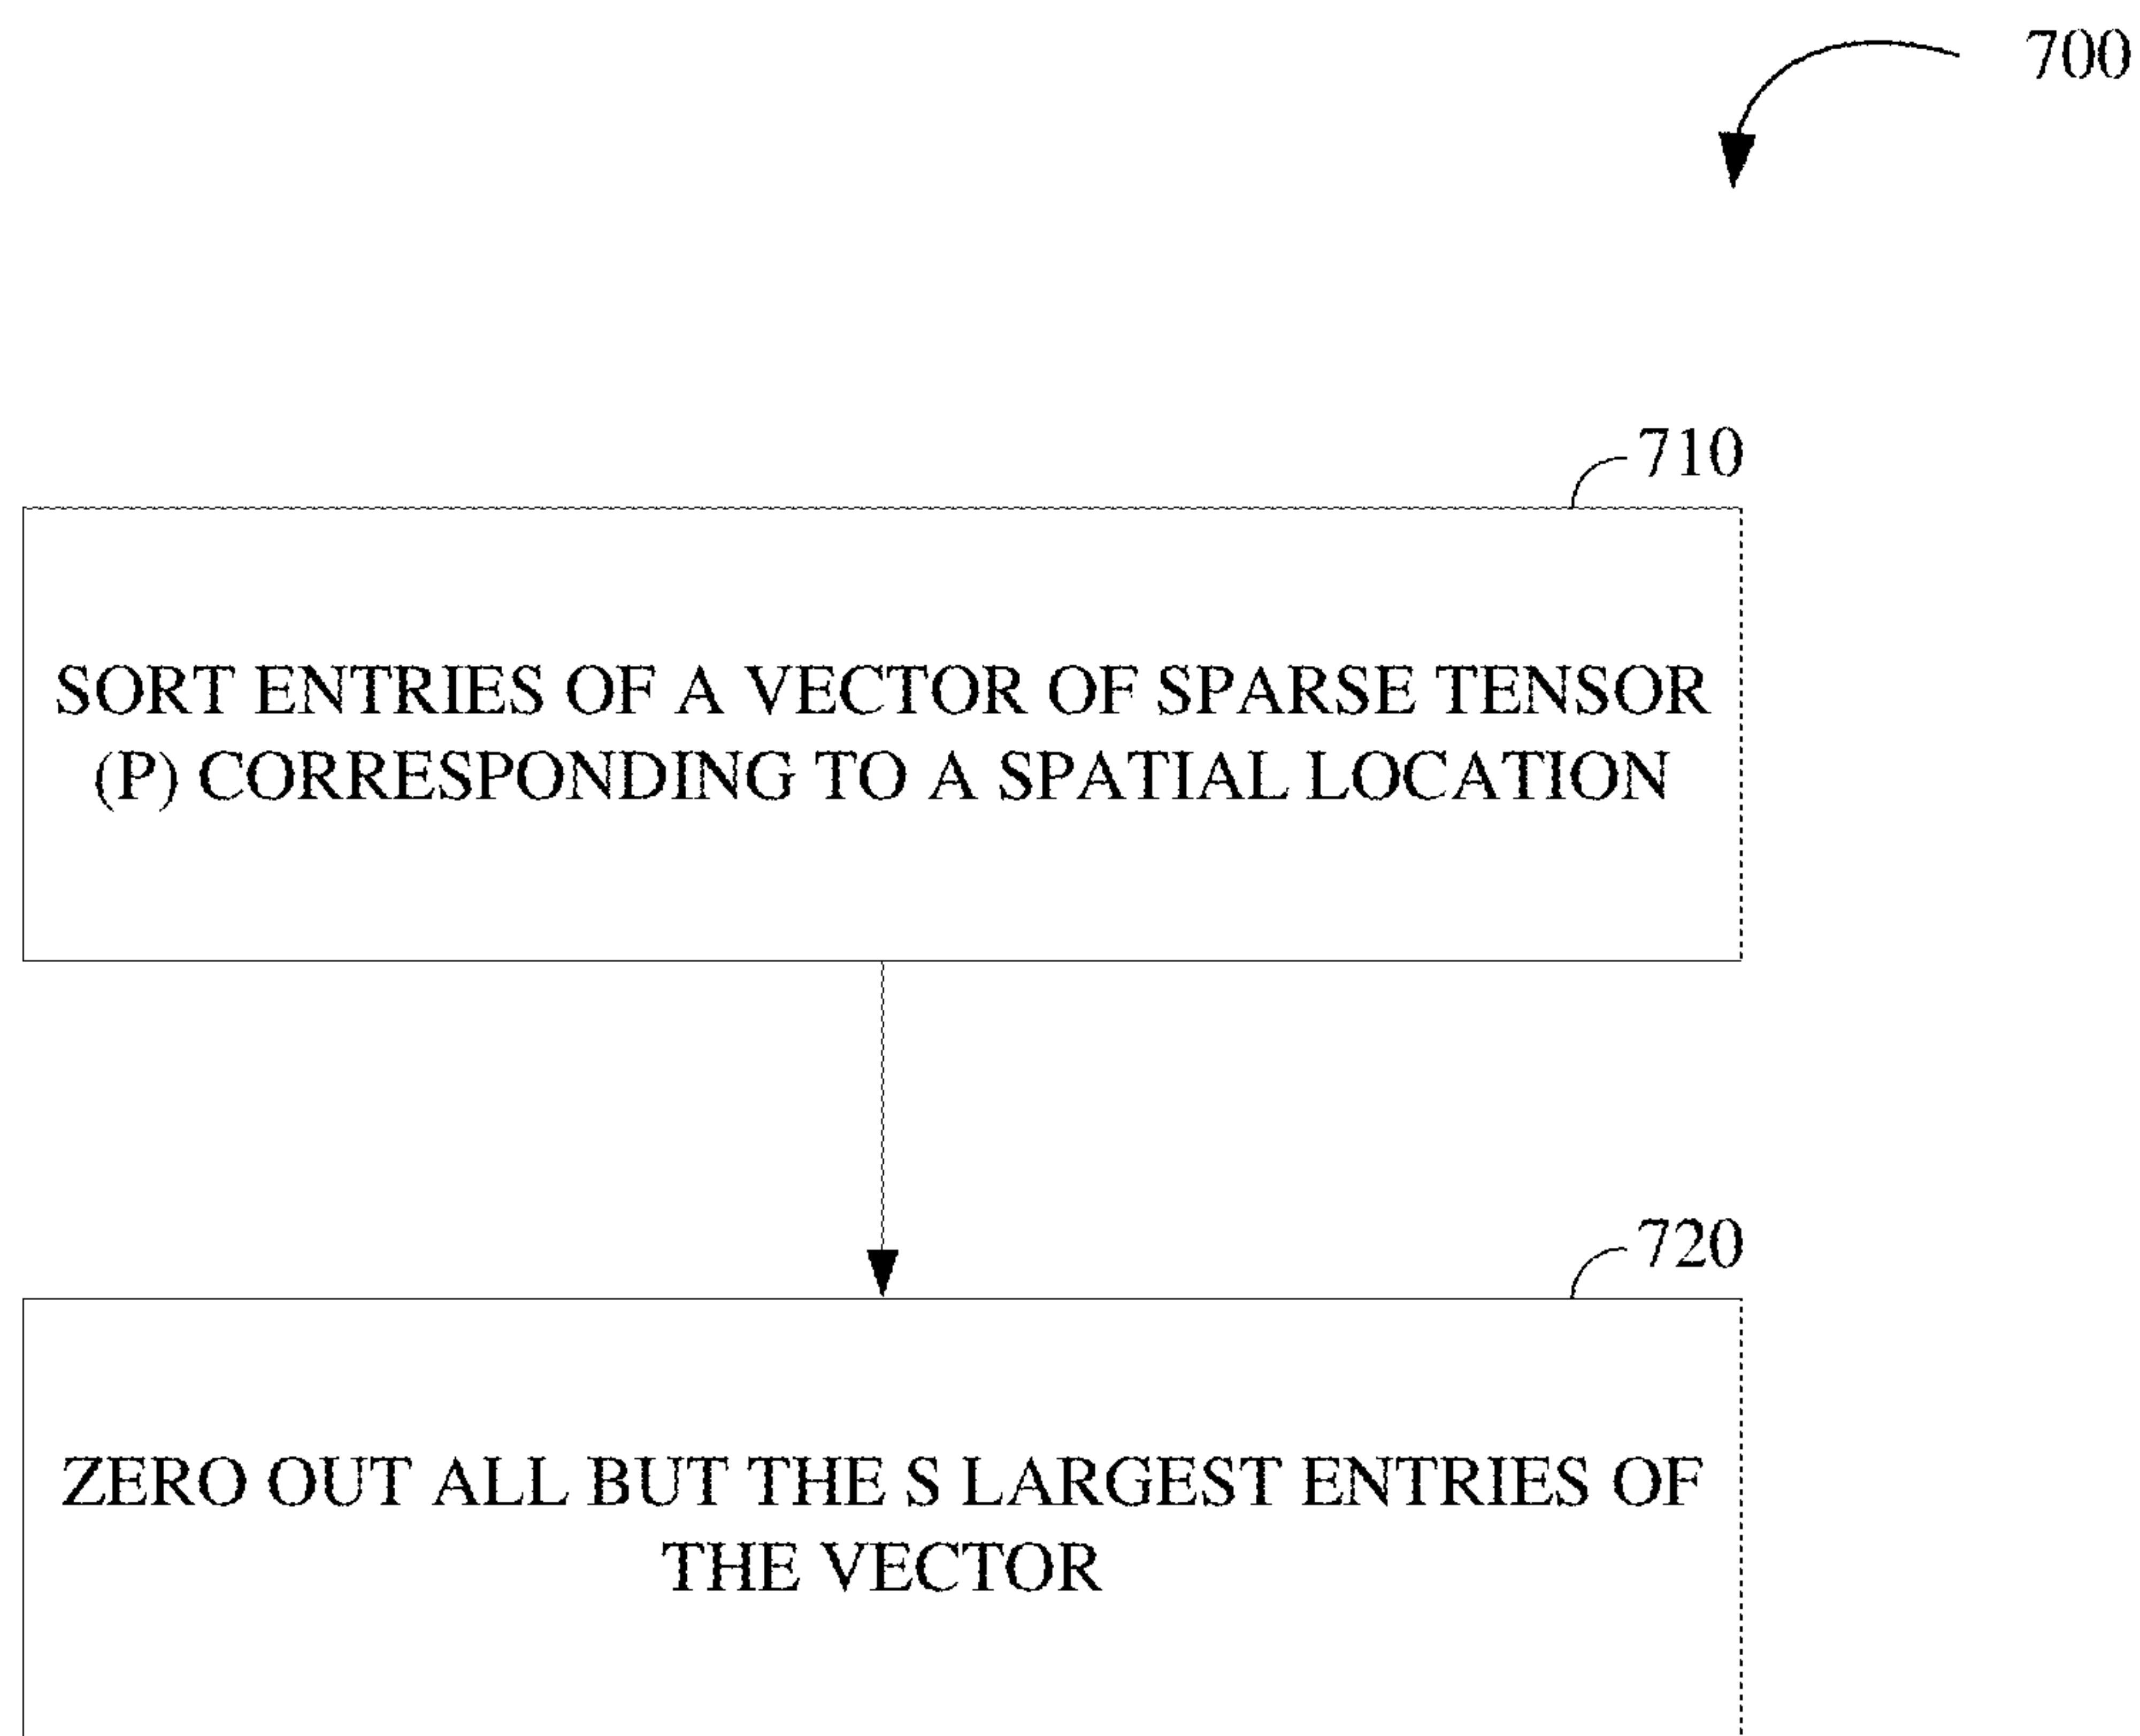 700
710
SORT ENTRIES OF A VECTOR OF SPARSE TENSOR
(P) CORRESPONDING TO A SPATIAL LOCATION
720
ZERO OUT ALL BUT THE S LARGEST ENTRIES OF
THE VECTOR